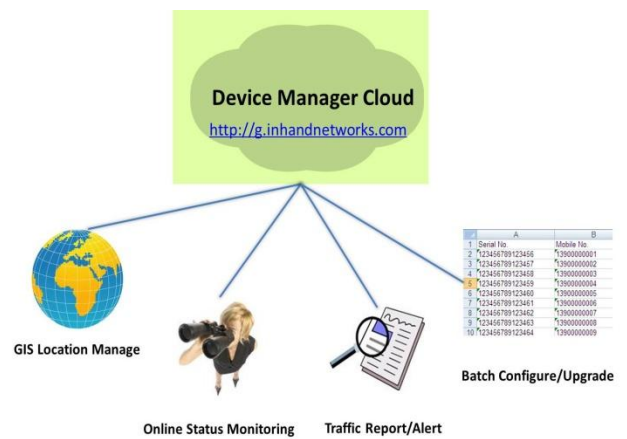 Device Manager Cloud
http://g.inhandnetworks.com
A B
1 Serial No. Mobile No.
2 123456789123456 13900000001
3 123456789123457 13900000002
4 123456789123458 13900000003
5 123456789123459 13900000004
6 123456789123460 13900000005
7 123456789123461 13900000006
8 123456789123462 13900000007
9 123456789123463 13900000008
10 123456789123464 13900000009
GIS Location Manage
Batch Configure/Upgrade
Online Status Monitoring
Traffic Report/Alert